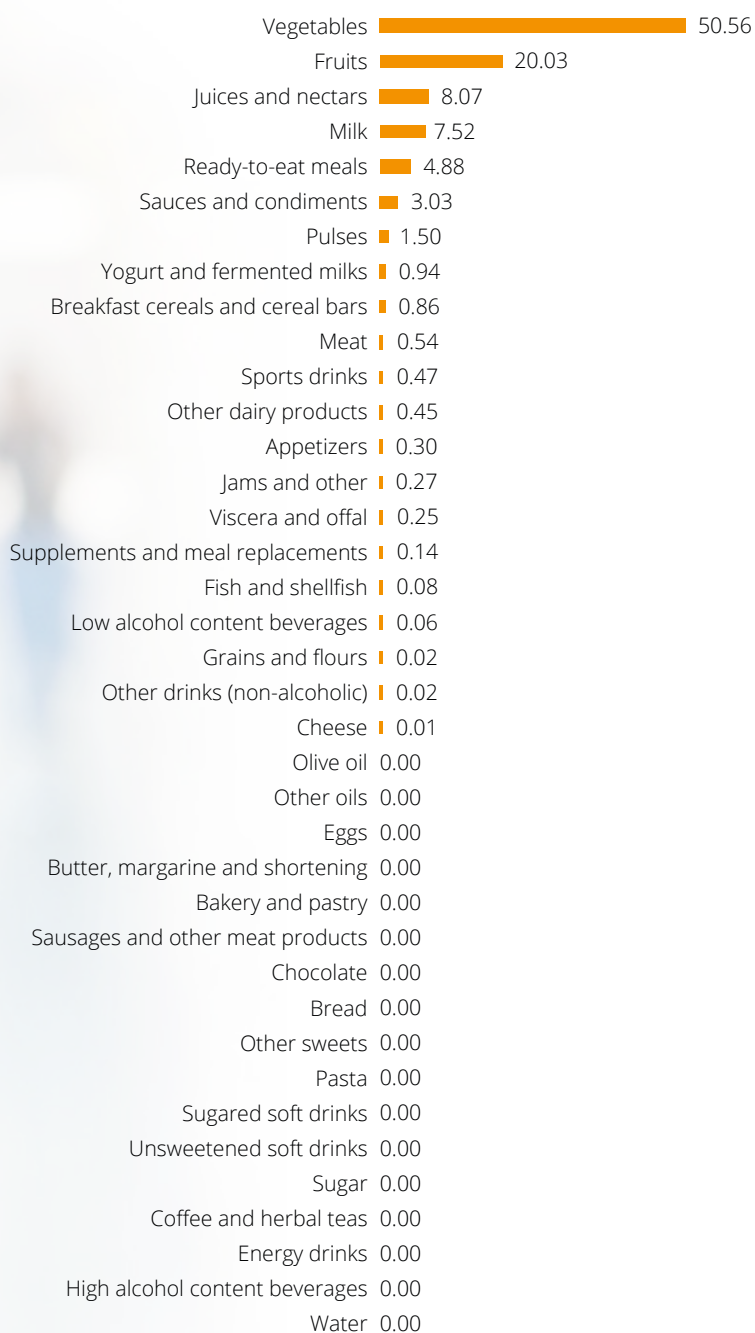 Vegetables 50.56
Fruits 20.03
Juices and nectars 8.07
Milk 7.52
Ready-to-eat meals 4.88
Sauces and condiments 3.03
Pulses 1.50
Yogurt and fermented milks 0.94
Breakfast cereals and cereal bars 0.86
Meat 0.54
Sports drinks 0.47
Other dairy products 0.45
Appetizers 0.30
Jams and other 0.27
Viscera and offal 0.25
Supplements and meal replacements 0.14
Fish and shellfish 0.08
Low alcohol content beverages 0.06
Grains and flours 0.02
Other drinks (non-alcoholic) 0.02
Cheese 0.01
Olive oil 0.00
Other oils 0.00
Eggs 0.00
Butter, margarine and shortening 0.00
Bakery and pastry 0.00
Sausages and other meat products 0.00
Chocolate 0.00
Bread 0.00
Other sweets 0.00
Pasta 0.00
Sugared soft drinks 0.00
Unsweetened soft drinks 0.00
Sugar 0.00
Coffee and herbal teas 0.00
Energy drinks 0.00
High alcohol content beverages 0.00
Water 0.00